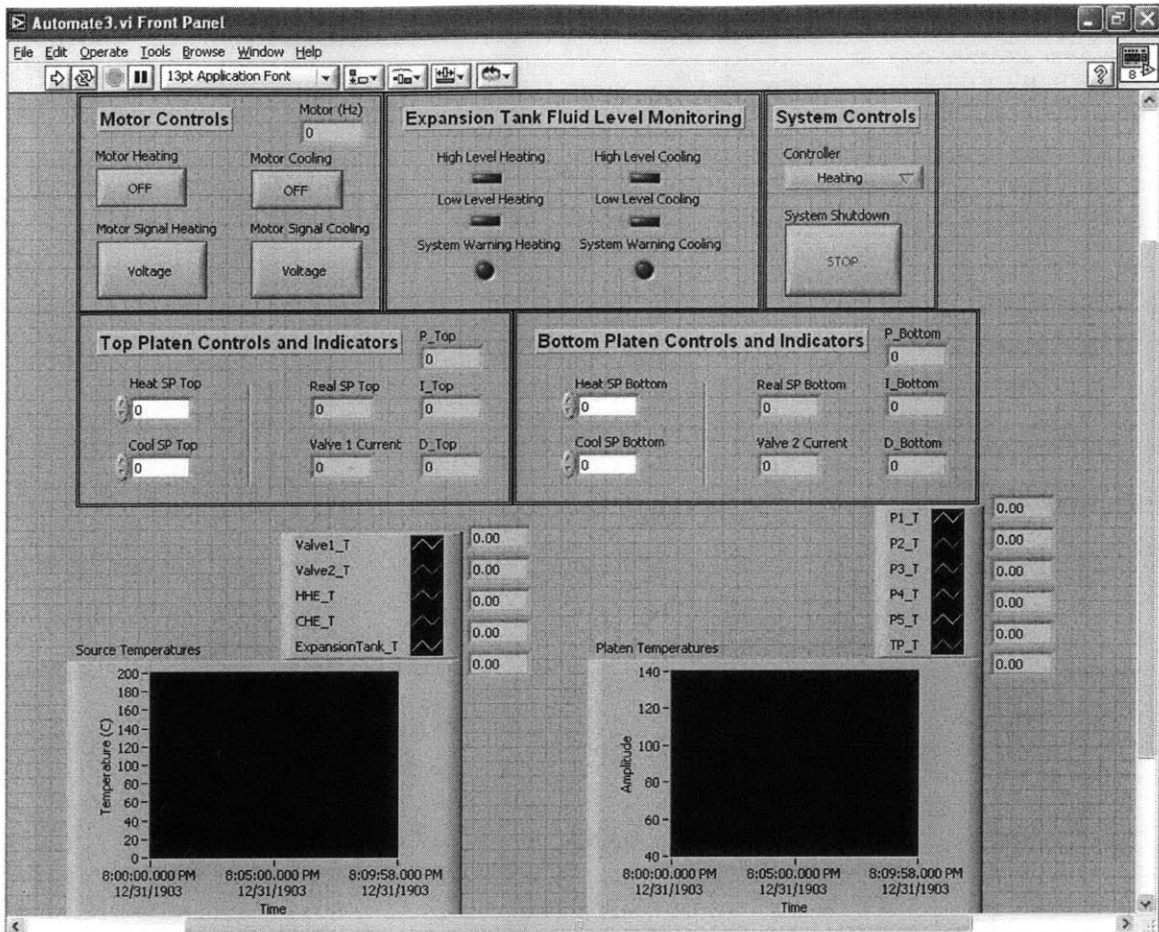 Automate3.vi Front Panel
File Edit Operate Tools Browse Window Help
13pt Application Font
8
Motor Controls
Motor (Hz)
0
Motor Heating
OFF
Motor Cooling
OFF
Motor Signal Heating
Voltage
Motor Signal Cooling
Voltage
Expansion Tank Fluid Level Monitoring
High Level Heating
High Level Cooling
Low Level Heating
Low Level Cooling
System Warning Heating
System Warning Cooling
System Controls
Controller
Heating
System Shutdown
STOP
Top Platen Controls and Indicators
P_Top
0
Heat SP Top
0
Real SP Top
0
I_Top
0
Cool SP Top
0
Valve 1 Current
0
D_Top
0
Bottom Platen Controls and Indicators
P_Bottom
0
Heat SP Bottom
0
Real SP Bottom
0
I_Bottom
0
Cool SP Bottom
0
Valve 2 Current
0
D_Bottom
0
Valve1_T
0.00
Valve2_T
0.00
HHE_T
0.00
CHE_T
0.00
ExpansionTank_T
0.00
Source Temperatures
200
180
160
140
120
100
80
60
40
20
0
Temperature (C)
8:00:00.000 PM
12/31/1903
8:05:00.000 PM
12/31/1903
8:09:58.000 PM
12/31/1903
Time
P1_T
0.00
P2_T
0.00
P3_T
0.00
P4_T
0.00
P5_T
0.00
TP_T
0.00
Platen Temperatures
140
120
100
80
60
40
Amplitude
8:00:00.000 PM
12/31/1903
8:05:00.000 PM
12/31/1903
8:09:58.000 PM
12/31/1903
Time